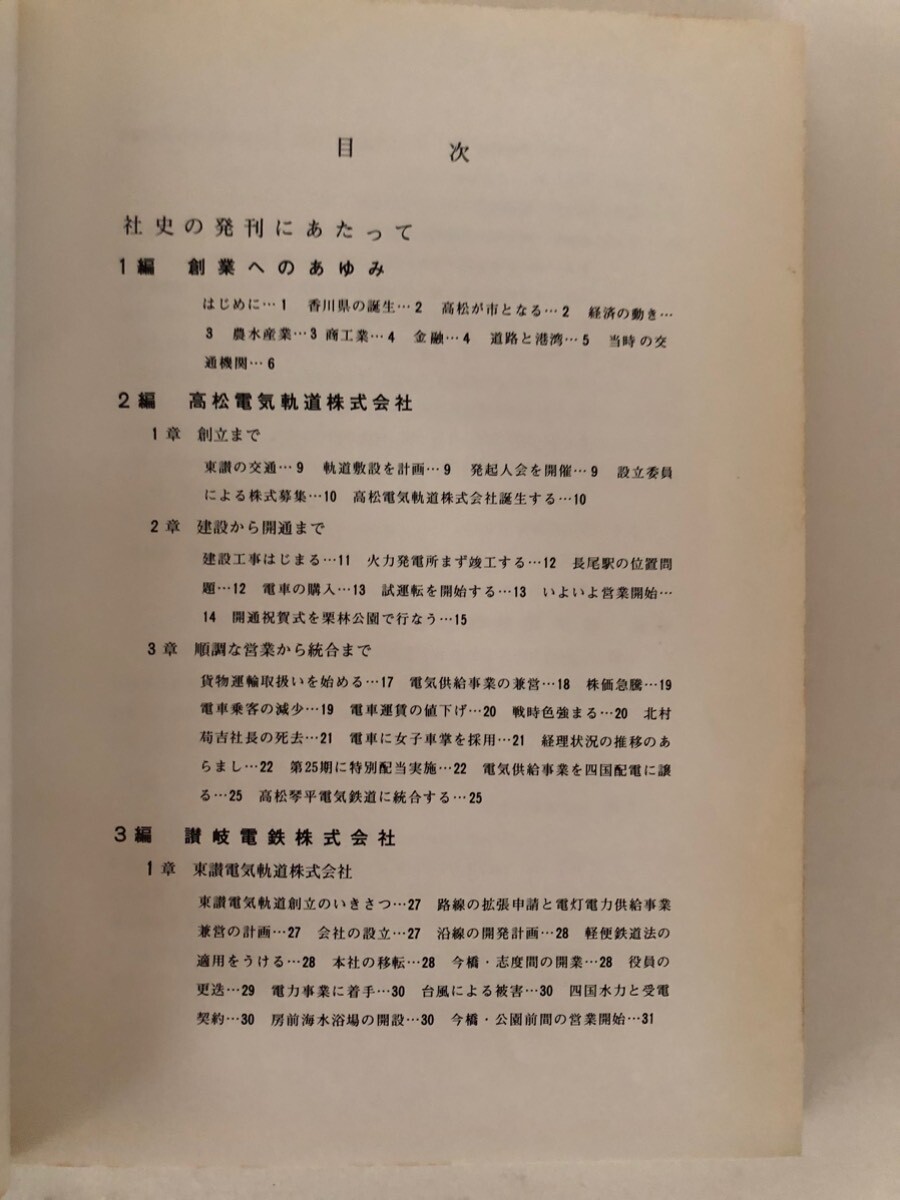 目 次
社史の発刊にあたって
1編 創業へのあゆみ
はじめに…1 香川県の誕生…2 高松が市となる…2 経済の動き…
3 農水産業…3 商工業…4 金融…4 道路と港湾…5 当時の交
通機関…6
2編 高松電気軌道株式会社
1章 創立まで
東讃の交通…9 軌道敷設を計画…9 発起人会を開催…9 設立委員
による株式募集…10 高松電気軌道株式会社誕生する…10
2章 建設から開通まで
建設工事はじまる…11 火力発電所まず竣工する…12 長尾駅の位置問
題…12 電車の購入…13 試運転を開始する…13 いよいよ営業開始…
14 開通祝賀式を栗林公園で行なう…15
3章 順調な営業から統合まで
貨物運輸取扱いを始める…17 電気供給事業の兼営…18 株価急騰…19
電車乗客の減少…19 電車運賃の値下げ…20 戦時色強まる…20 北村
苟吉社長の死去…21 電車に女子車掌を採用…21 経理状況の推移のあ
らまし…22 第25期に特別配当実施…22 電気供給事業を四国配電に譲
る…25 高松琴平電気鉄道に統合する…25
3編 讃岐電鉄株式会社
1章 東讃電気軌道株式会社
東讃電気軌道創立のいきさつ…27 路線の拡張申請と電灯電力供給事業
兼営の計画…27 会社の設立…27 沿線の開発計画…28 軽便鉄道法の
適用をうける…28 本社の移転…28 今橋・志度間の開業…28 役員の
更迭…29 電力事業に着手…30 台風による被害…30 四国水力と受電
契約…30 房前海水浴場の開設…30 今橋・公園前間の営業開始…31